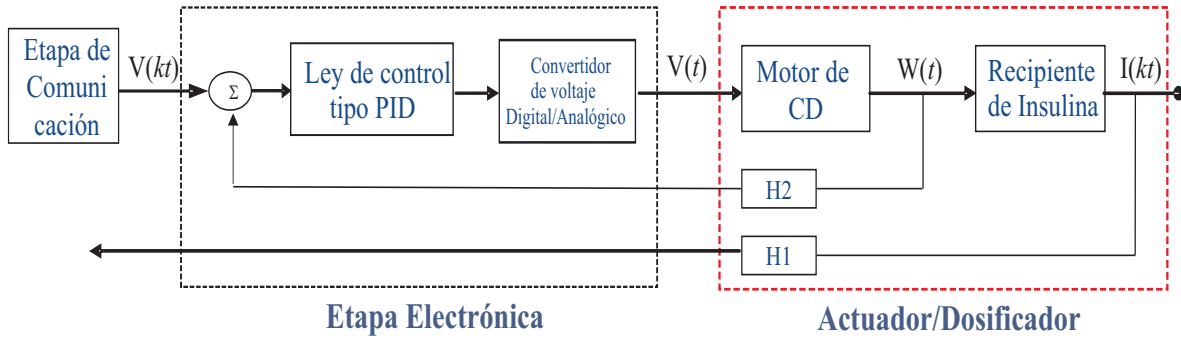 Etapa de
Comuni
cación
V(kt)
Σ
Ley de control
tipo PID
Convertidor
de voltaje
Digital/Analógico
V(t)
Motor de
CD
W(t)
Recipiente
de Insulina
I(kt)
H2
H1
Etapa Electrónica
Actuador/Dosificador